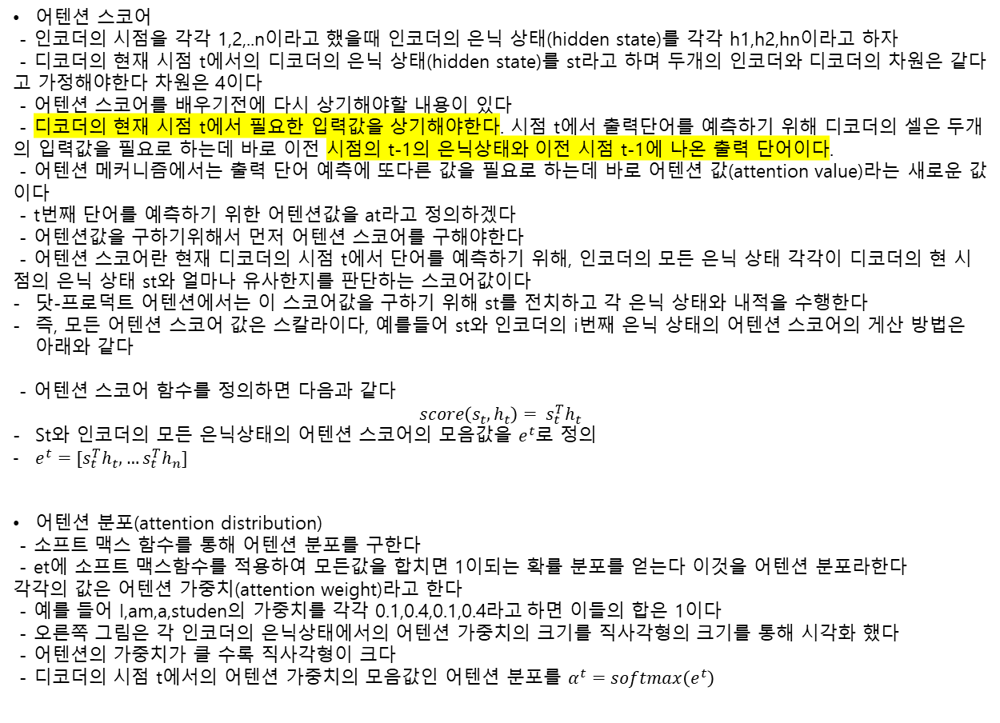 • 어텐션 스코어
- 인코더의 시점을 각각 1,2,..n이라고 했을때 인코더의 은닉 상태(hidden state)를 각각 h1,h2,hn이라고 하자
- 디코더의 현재 시점 t에서의 디코더의 은닉 상태(hidden state)를 st라고 하며 두개의 인코더와 디코더의 차원은 같다
고 가정해야한다 차원은 4이다
- 어텐션 스코어를 배우기전에 다시 상기해야할 내용이 있다
- 디코더의 현재 시점 t에서 필요한 입력값을 상기해야한다. 시점 t에서 출력단어를 예측하기 위해 디코더의 셀은 두개
의 입력값을 필요로 하는데 바로 이전 시점의 t-1의 은닉상태와 이전 시점 t-1에 나온 출력 단어이다.
- 어텐션 메커니즘에서는 출력 단어 예측에 또다른 값을 필요로 하는데 바로 어텐션 값(attention value)라는 새로운 값
이다
- t번째 단어를 예측하기 위한 어텐션값을 at라고 정의하겠다
- 어텐션값을 구하기위해서 먼저 어텐션 스코어를 구해야한다
- 어텐션 스코어란 현재 디코더의 시점 t에서 단어를 예측하기 위해, 인코더의 모든 은닉 상태 각각이 디코더의 현 시
점의 은닉 상태 st와 얼마나 유사한지를 판단하는 스코어값이다
- 닷-프로덕트 어텐션에서는 이 스코어값을 구하기 위해 st를 전치하고 각 은닉 상태와 내적을 수행한다
- 즉, 모든 어텐션 스코어 값은 스칼라이다, 예를들어 st와 인코더의 i번째 은닉 상태의 어텐션 스코어의 게산 방법은
아래와 같다
- 어텐션 스코어 함수를 정의하면 다음과 같다
score(s_t, h_t) = s_t^T h_t
- St와 인코더의 모든 은닉상태의 어텐션 스코어의 모음값을 e^t로 정의
- e^t = [s_t^T h_t, … s_t^T h_n]
• 어텐션 분포(attention distribution)
- 소프트 맥스 함수를 통해 어텐션 분포를 구한다
- et에 소프트 맥스함수를 적용하여 모든값을 합치면 1이되는 확률 분포를 얻는다 이것을 어텐션 분포라한다
각각의 값은 어텐션 가중치(attention weight)라고 한다
- 예를 들어 I,am,a,studen의 가중치를 각각 0.1,0.4,0.1,0.4라고 하면 이들의 합은 1이다
- 오른쪽 그림은 각 인코더의 은닉상태에서의 어텐션 가중치의 크기를 직사각형의 크기를 통해 시각화 했다
- 어텐션의 가중치가 클 수록 직사각형이 크다
- 디코더의 시점 t에서의 어텐션 가중치의 모음값인 어텐션 분포를 α^t = softmax(e^t)